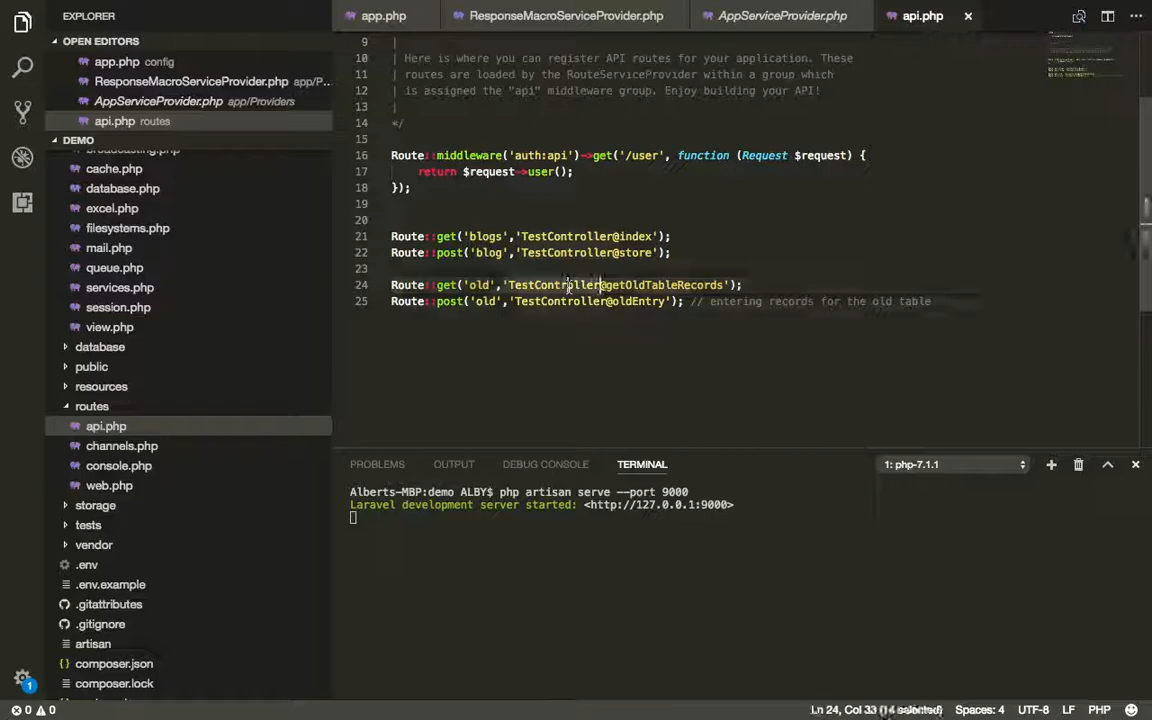 EXPLORER
app.php
ResponseMacroServiceProvider.php
AppServiceProvider.php
api.php
OPEN EDITORS
app.php config
ResponseMacroServiceProvider.php app/P...
AppServiceProvider.php app/Providers
api.php routes
DEMO
broadcasting.php
cache.php
database.php
excel.php
filesystems.php
mail.php
queue.php
services.php
session.php
view.php
database
public
resources
routes
api.php
channels.php
console.php
web.php
storage
tests
vendor
.env
.env.example
.gitattributes
.gitignore
artisan
composer.json
composer.lock
9 |
10 | Here is where you can register API routes for your application. These
11 | routes are loaded by the RouteServiceProvider within a group which
12 | is assigned the "api" middleware group. Enjoy building your API!
13 |
14 */
15
16 Route::middleware('auth:api')->get('/user', function (Request $request) {
17 return $request->user();
18 });
19
20
21 Route::get('blogs','TestController@index');
22 Route::post('blog','TestController@store');
23
24 Route::get('old','TestController@getOldTableRecords');
25 Route::post('old','TestController@oldEntry'); // entering records for the old table
PROBLEMS OUTPUT DEBUG CONSOLE TERMINAL
1: php-7.1.1
Alberts-MBP:demo ALBY$ php artisan serve --port 9000
Laravel development server started: <http://127.0.0.1:9000>
1
0 0
Ln 24, Col 33 (14 selected) Spaces: 4 UTF-8 LF PHP